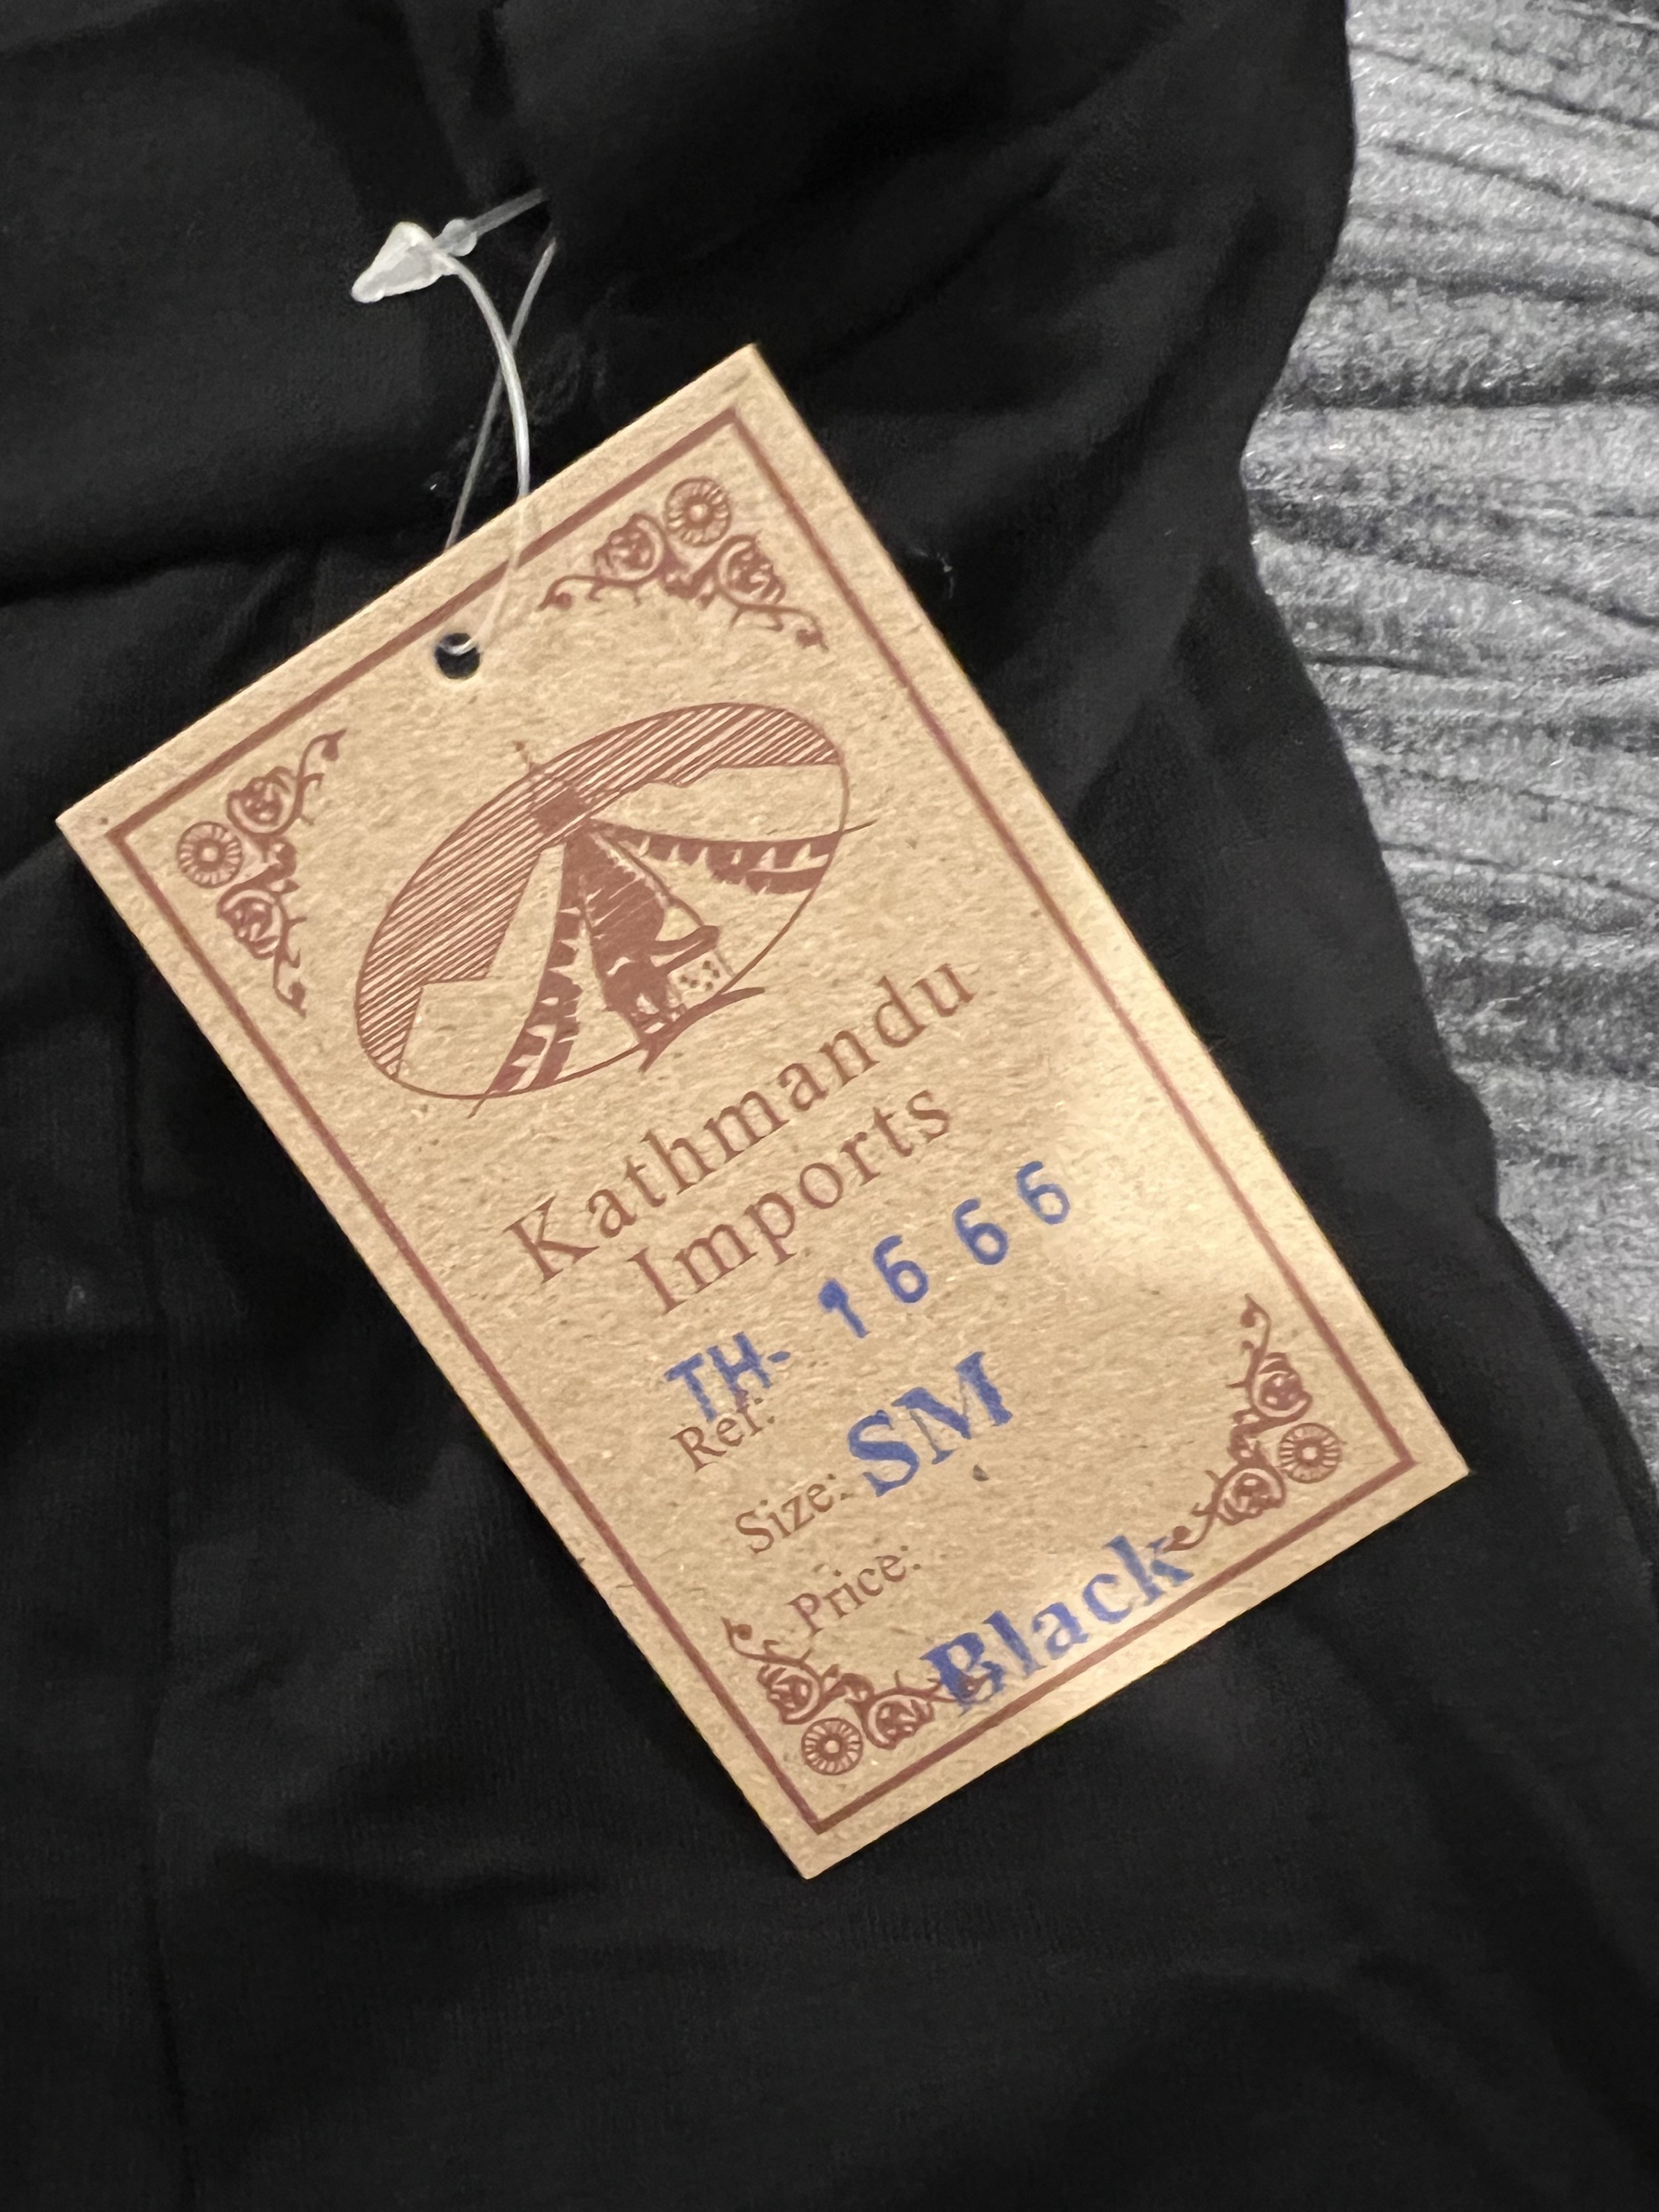 Kathmandu
Imports
TH- 1666
Ref:
Size: SM
Price:
Black